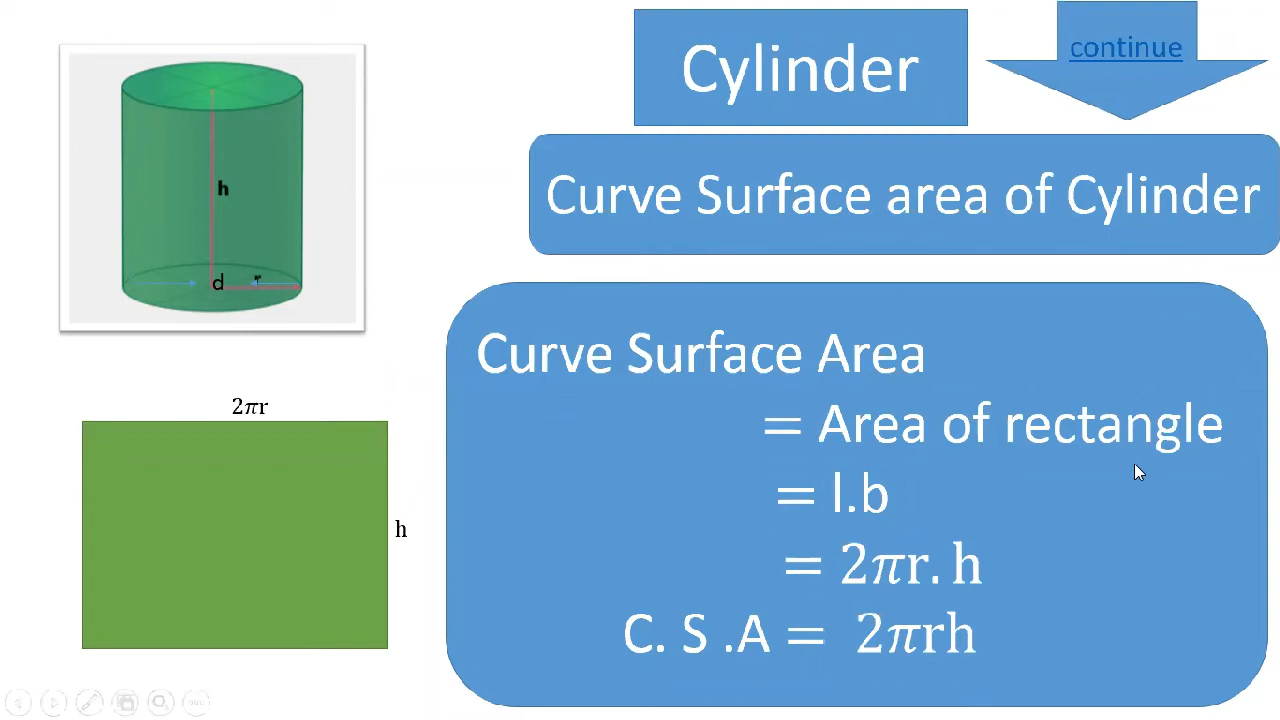 Cylinder
continue
Curve Surface area of Cylinder
h
d
r
2πr
h
Curve Surface Area
= Area of rectangle
= l.b
= 2πr. h
C. S .A = 2πrh